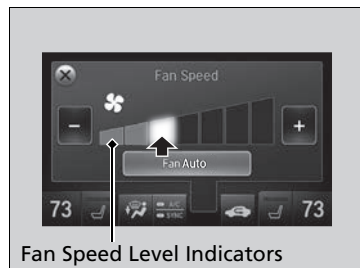 Fan Speed
-
+
Fan Auto
73
A/C
SYNC
73
Fan Speed Level Indicators